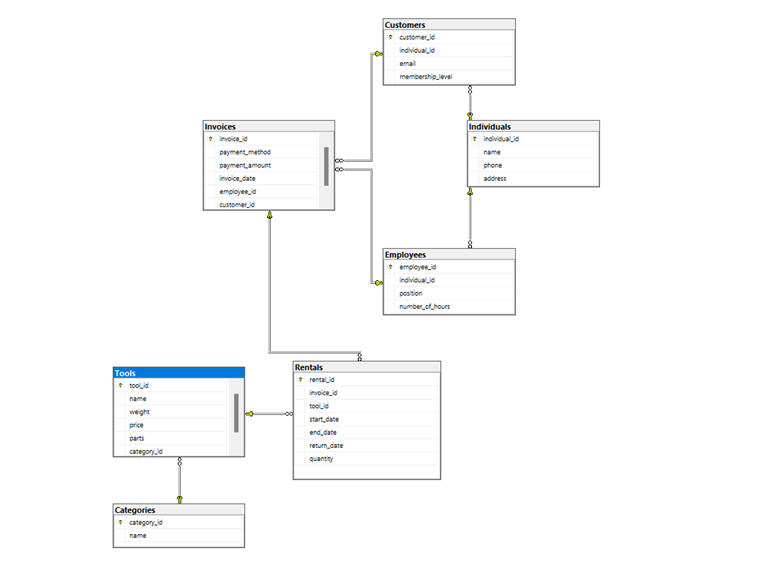 Customers
customer_id
individual_id
email
membership_level
Invoices
invoice_id
payment_method
payment_amount
invoice_date
employee_id
customer_id
Individuals
individual_id
name
phone
address
Employees
employee_id
individual_id
position
number_of_hours
Tools
tool_id
name
weight
price
parts
category_id
Rentals
rental_id
invoice_id
tool_id
start_date
end_date
return_date
quantity
Categories
category_id
name